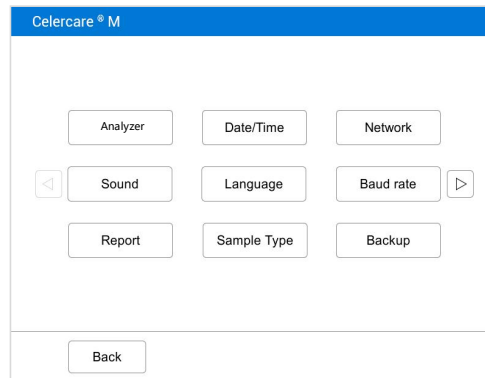 Celercare ® M
Analyzer Date/Time Network
Sound Language Baud rate
Report Sample Type Backup
Back